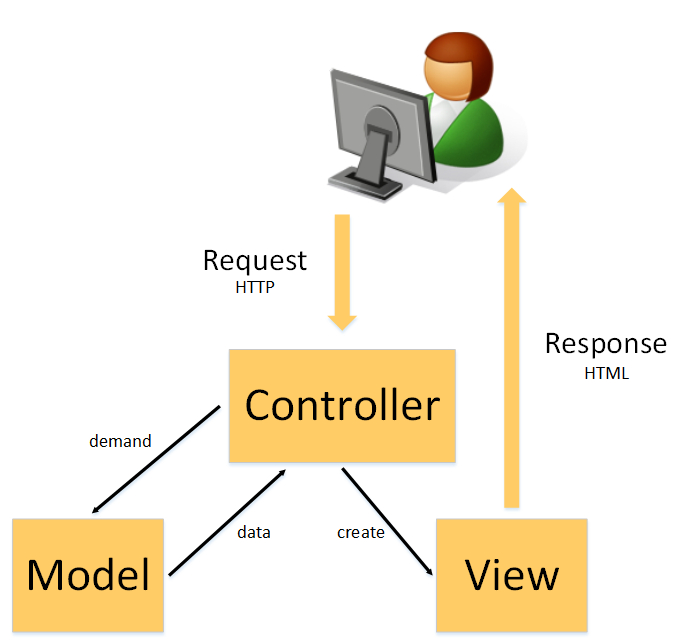 Request
HTTP
Response
HTML
Controller
demand
data
create
Model
View